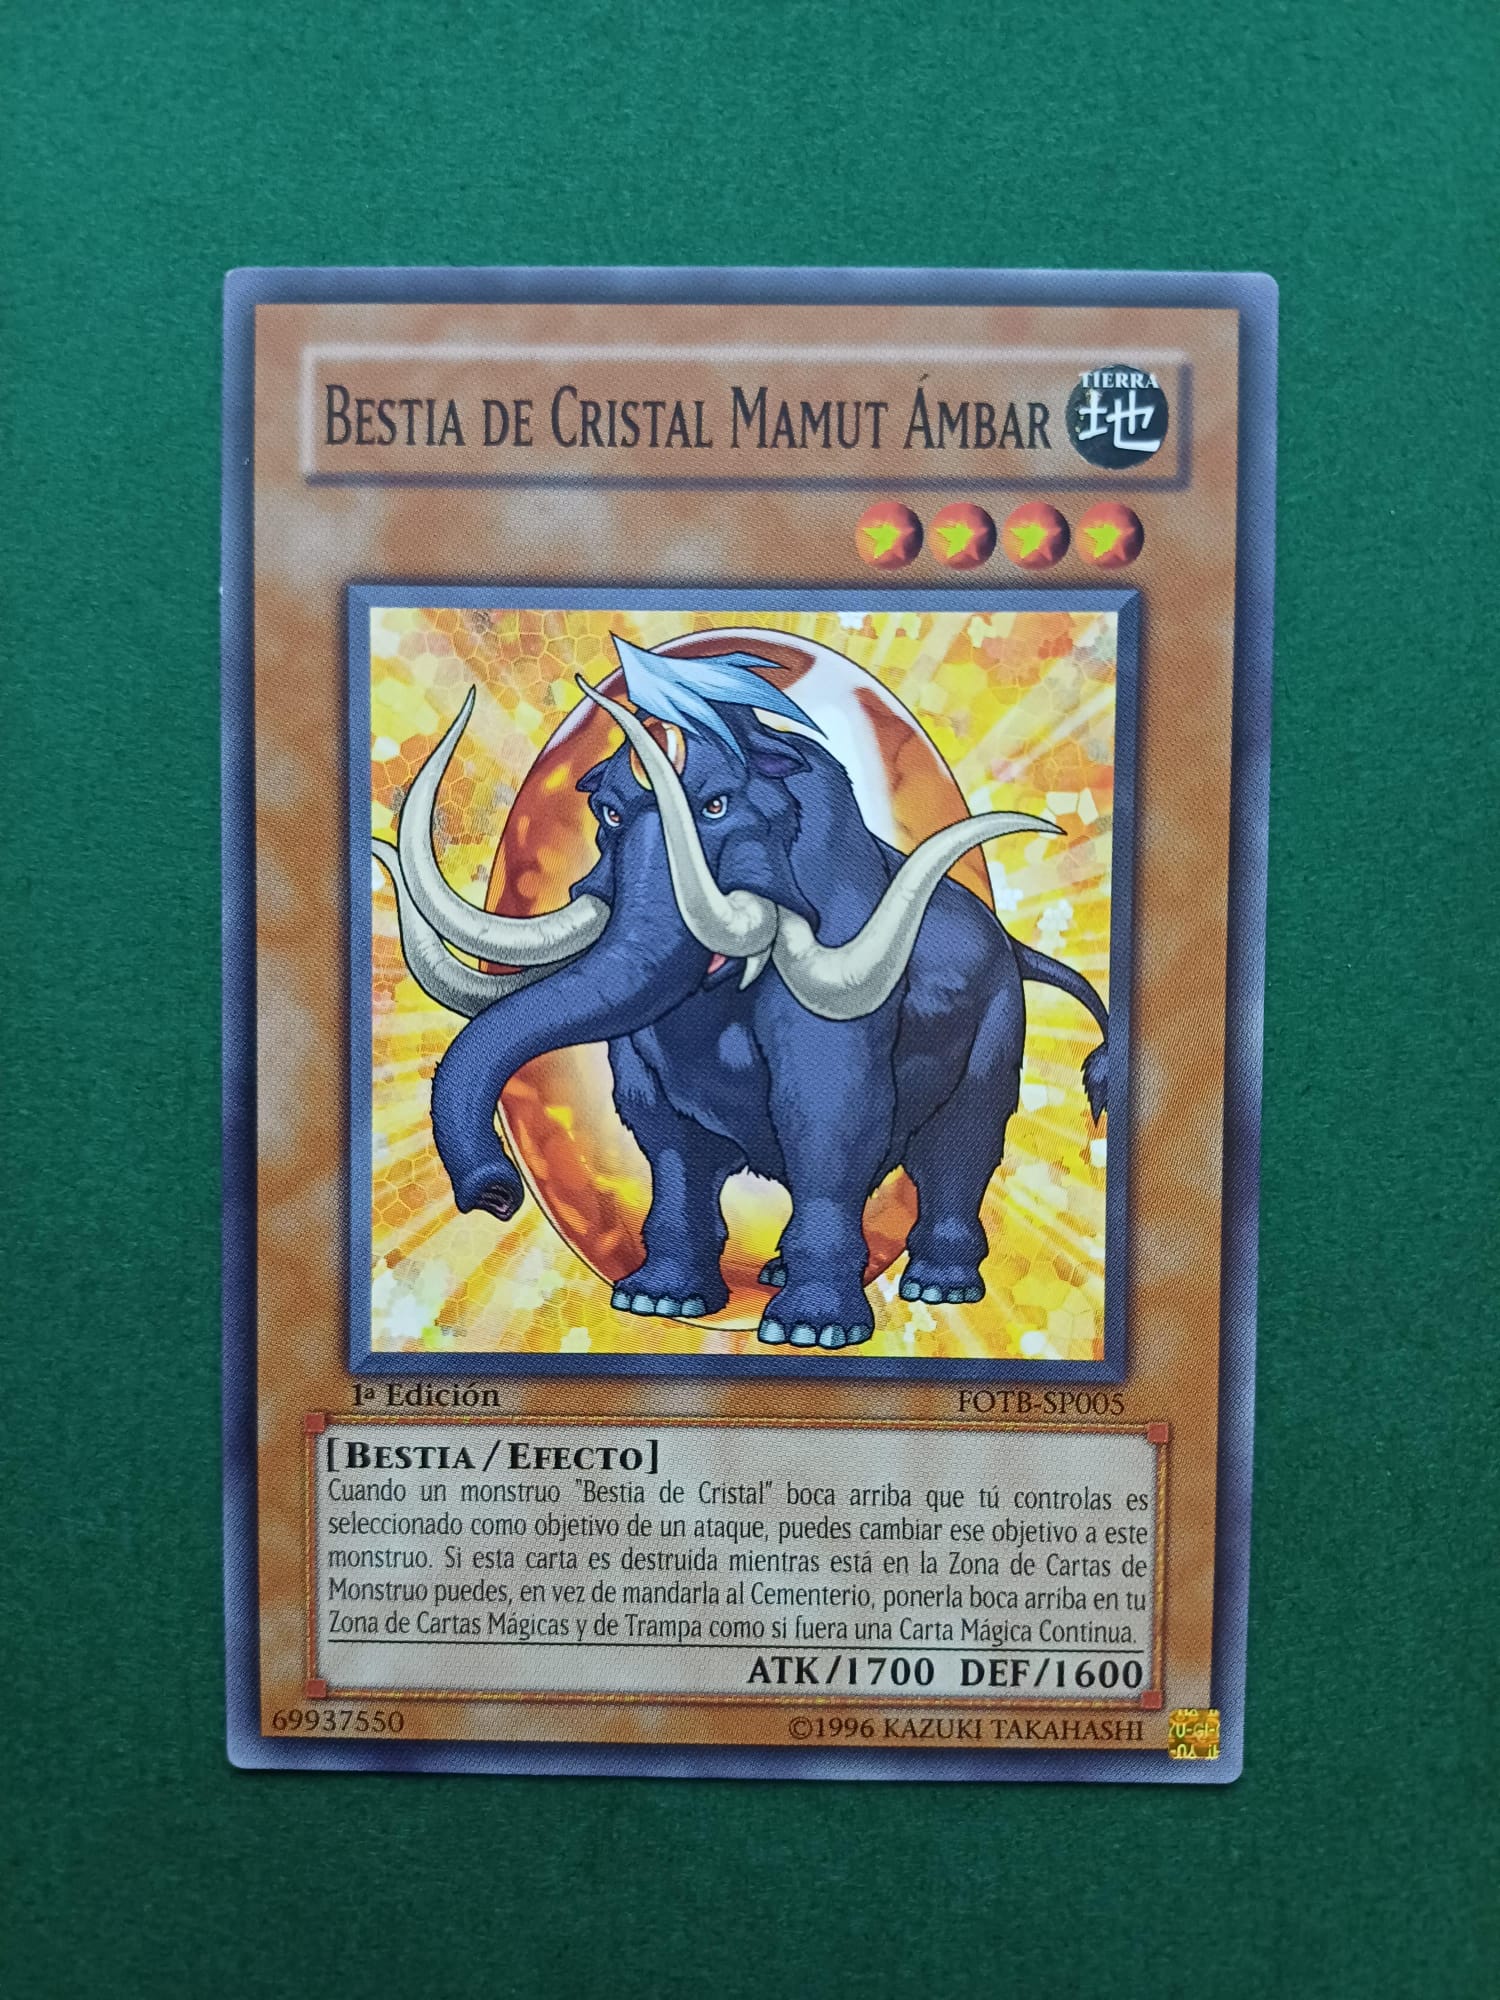 BESTIA DE CRISTAL MAMUT ÁMBAR
TIERRA
地
1ª Edición
FOTB-SP005
[BESTIA/EFECTO]
Cuando un monstruo "Bestia de Cristal" boca arriba que tú controlas es
seleccionado como objetivo de un ataque, puedes cambiar ese objetivo a este
monstruo. Si esta carta es destruida mientras está en la Zona de Cartas de
Monstruo puedes, en vez de mandarla al Cementerio, ponerla boca arriba en tu
Zona de Cartas Mágicas y de Trampa como si fuera una Carta Mágica Continua.
ATK/1700 DEF/1600
69937550
©1996 KAZUKI TAKAHASHI
U-GI-